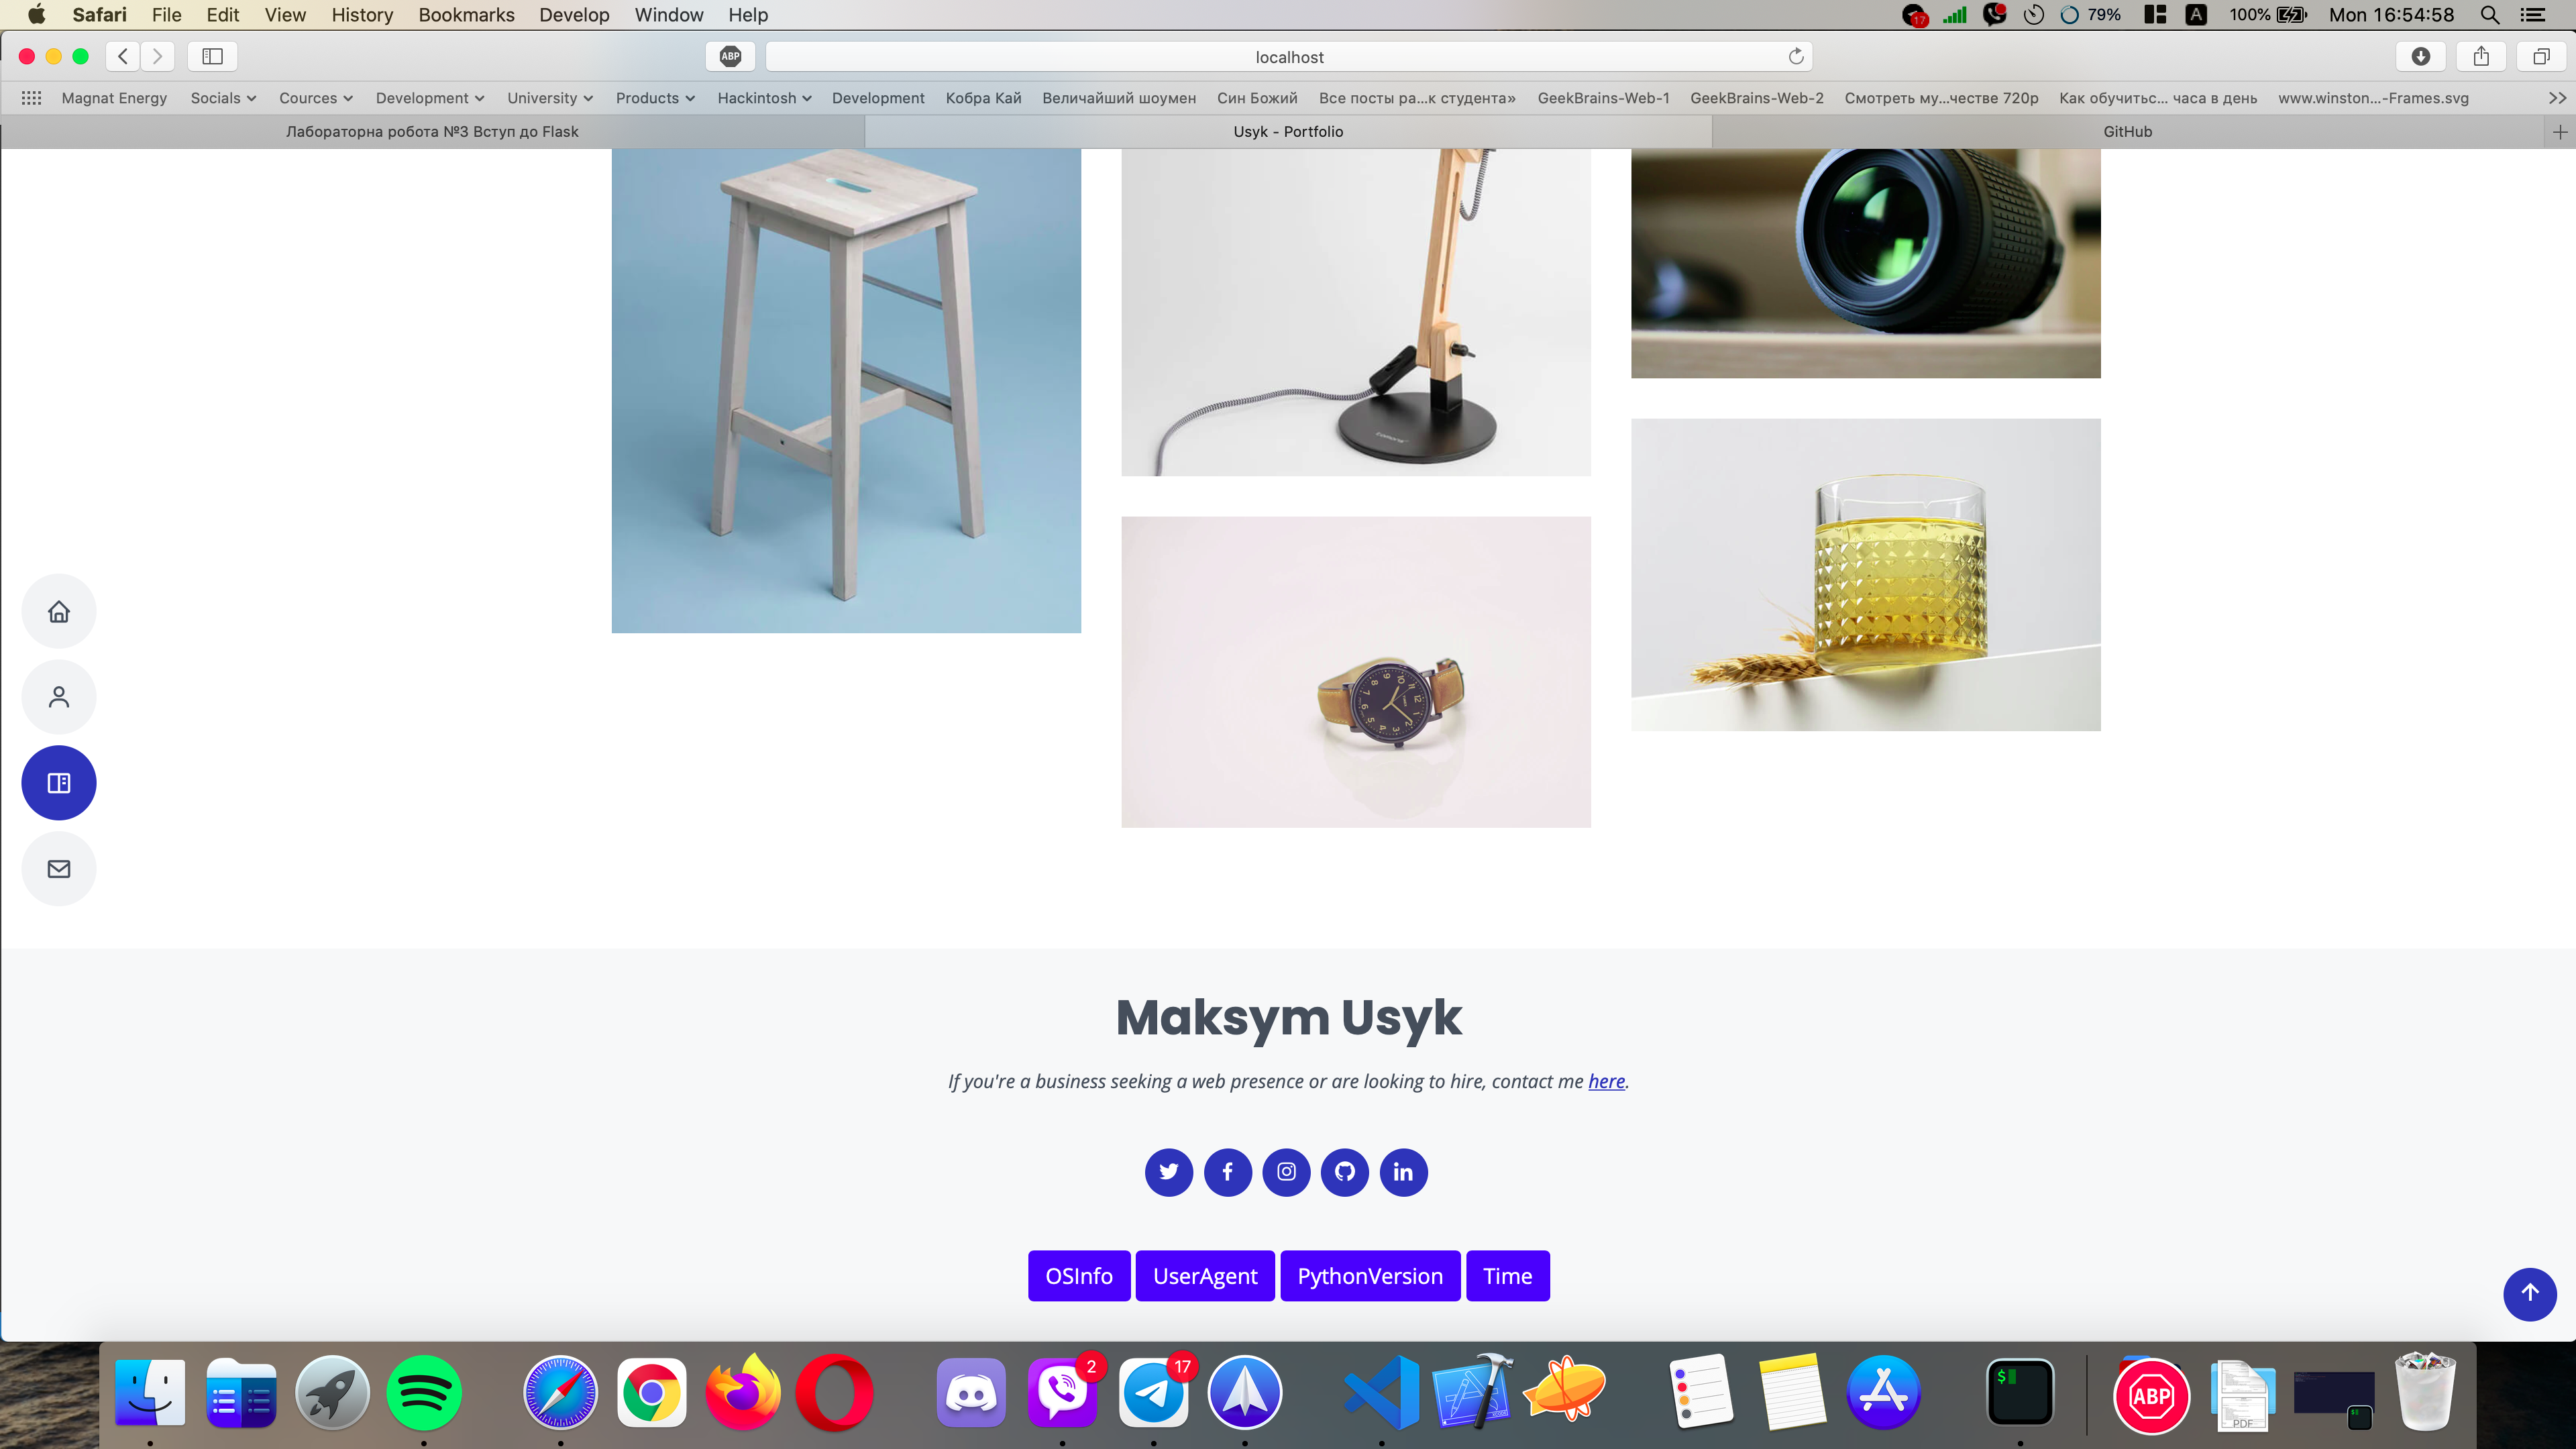 Safari File Edit View History Bookmarks Develop Window Help 17 79% A 100% Mon 16:54:58
ABP localhost
Magnat Energy Socials Cources Development University Products Hackintosh Development Кобра Кай Величайший шоумен Син Божий Все посты ра...к студента» GeekBrains-Web-1 GeekBrains-Web-2 Смотреть му...честве 720p Как обучитьс... часа в день www.winston...-Frames.svg
Лабораторна робота №3 Вступ до Flask Usyk - Portfolio GitHub
Maksym Usyk
If you're a business seeking a web presence or are looking to hire, contact me here.
OSInfo UserAgent PythonVersion Time
2 17 $ ABP PDF